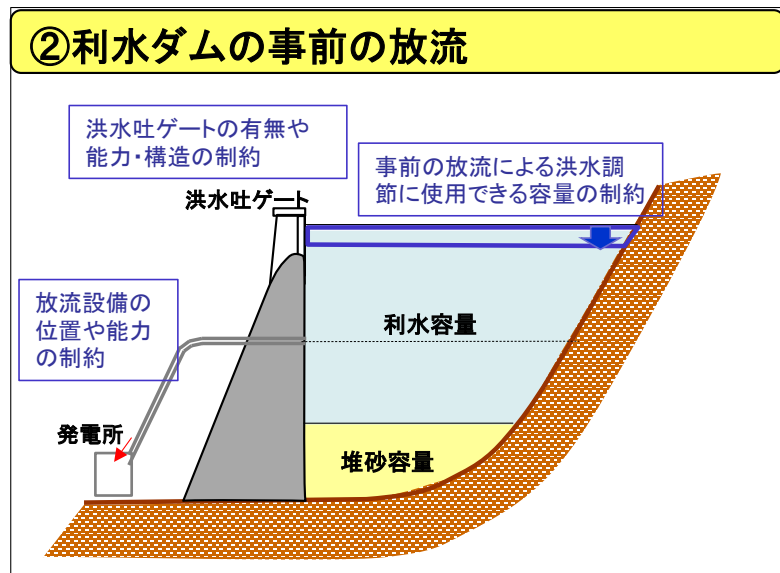 ②利水ダムの事前の放流
洪水吐ゲートの有無や
能力・構造の制約
事前の放流による洪水調
節に使用できる容量の制約
洪水吐ゲート
放流設備の
位置や能力
の制約
利水容量
発電所
堆砂容量